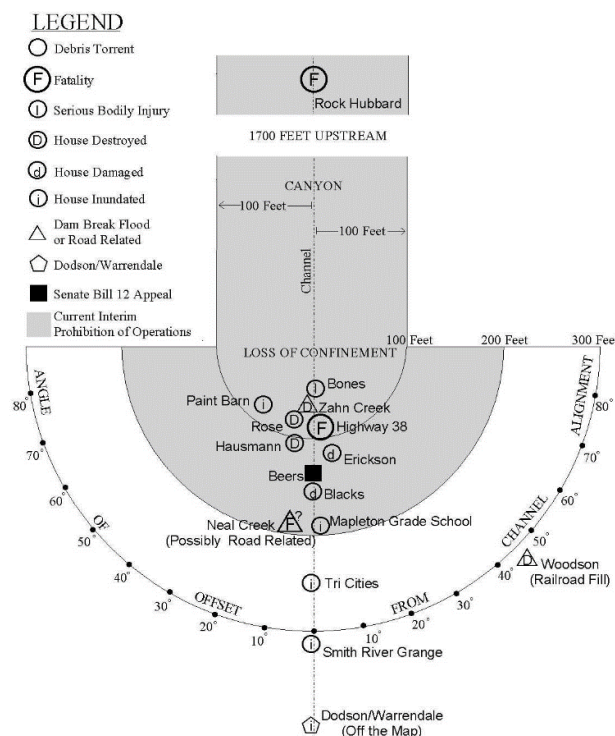 LEGEND
Debris Torrent
F Fatality
I Serious Bodily Injury
D House Destroyed
d House Damaged
i House Inundated
Dam Break Flood
or Road Related
Dodson/Warrendale
Senate Bill 12 Appeal
Current Interim
Prohibition of Operations
F
Rock Hubbard
1700 FEET UPSTREAM
CANYON
100 Feet
100 Feet
Channel
100 Feet 200 Feet 300 Fee
LOSS OF CONFINEMENT
I Bones
Paint Barn i
D Zahn Creek
Rose D
F Highway 38
Hausmann D
d Erickson
Beers
d Blacks
Neal Creek F?
(Possibly Road Related)
i Mapleton Grade School
D Woodson
(Railroad Fill)
i Tri Cities
i Smith River Grange
i Dodson/Warrendale
(Off the Map)
ANGLE OF OFFSET FROM CHANNEL ALIGNMENT
80° 70° 60° 50° 40° 30° 20° 10° 10° 20° 30° 40° 50° 60° 70° 80°